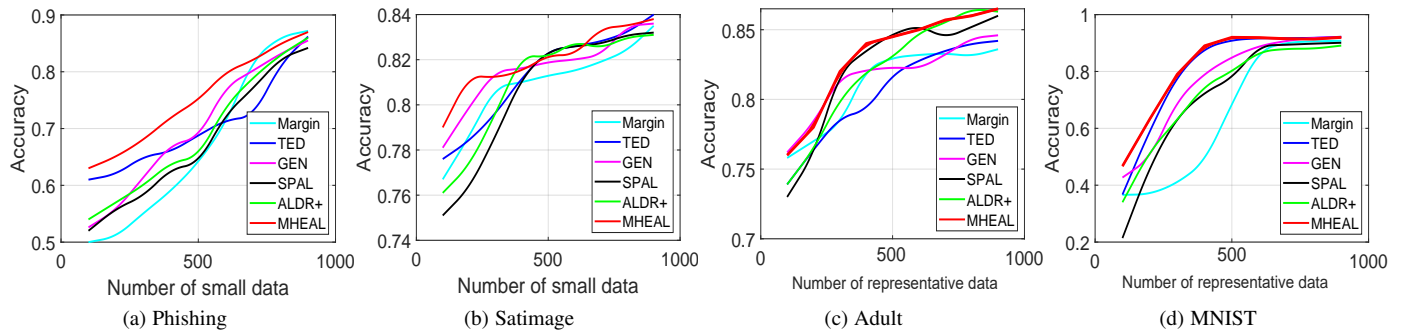 0.9
0.8
0.7
0.6
0.5
Accuracy
0
500
1000
Number of small data
Margin
TED
GEN
SPAL
ALDR+
MHEAL
(a) Phishing
0.84
0.82
0.8
0.78
0.76
0.74
Accuracy
0
500
1000
Number of small data
Margin
TED
GEN
SPAL
ALDR+
MHEAL
(b) Satimage
0.85
0.8
0.75
0.7
Accuracy
0
500
1000
Number of representative data
Margin
TED
GEN
SPAL
ALDR+
MHEAL
(c) Adult
1
0.8
0.6
0.4
0.2
Accuracy
0
500
1000
Number of representative data
Margin
TED
GEN
SPAL
ALDR+
MHEAL
(d) MNIST